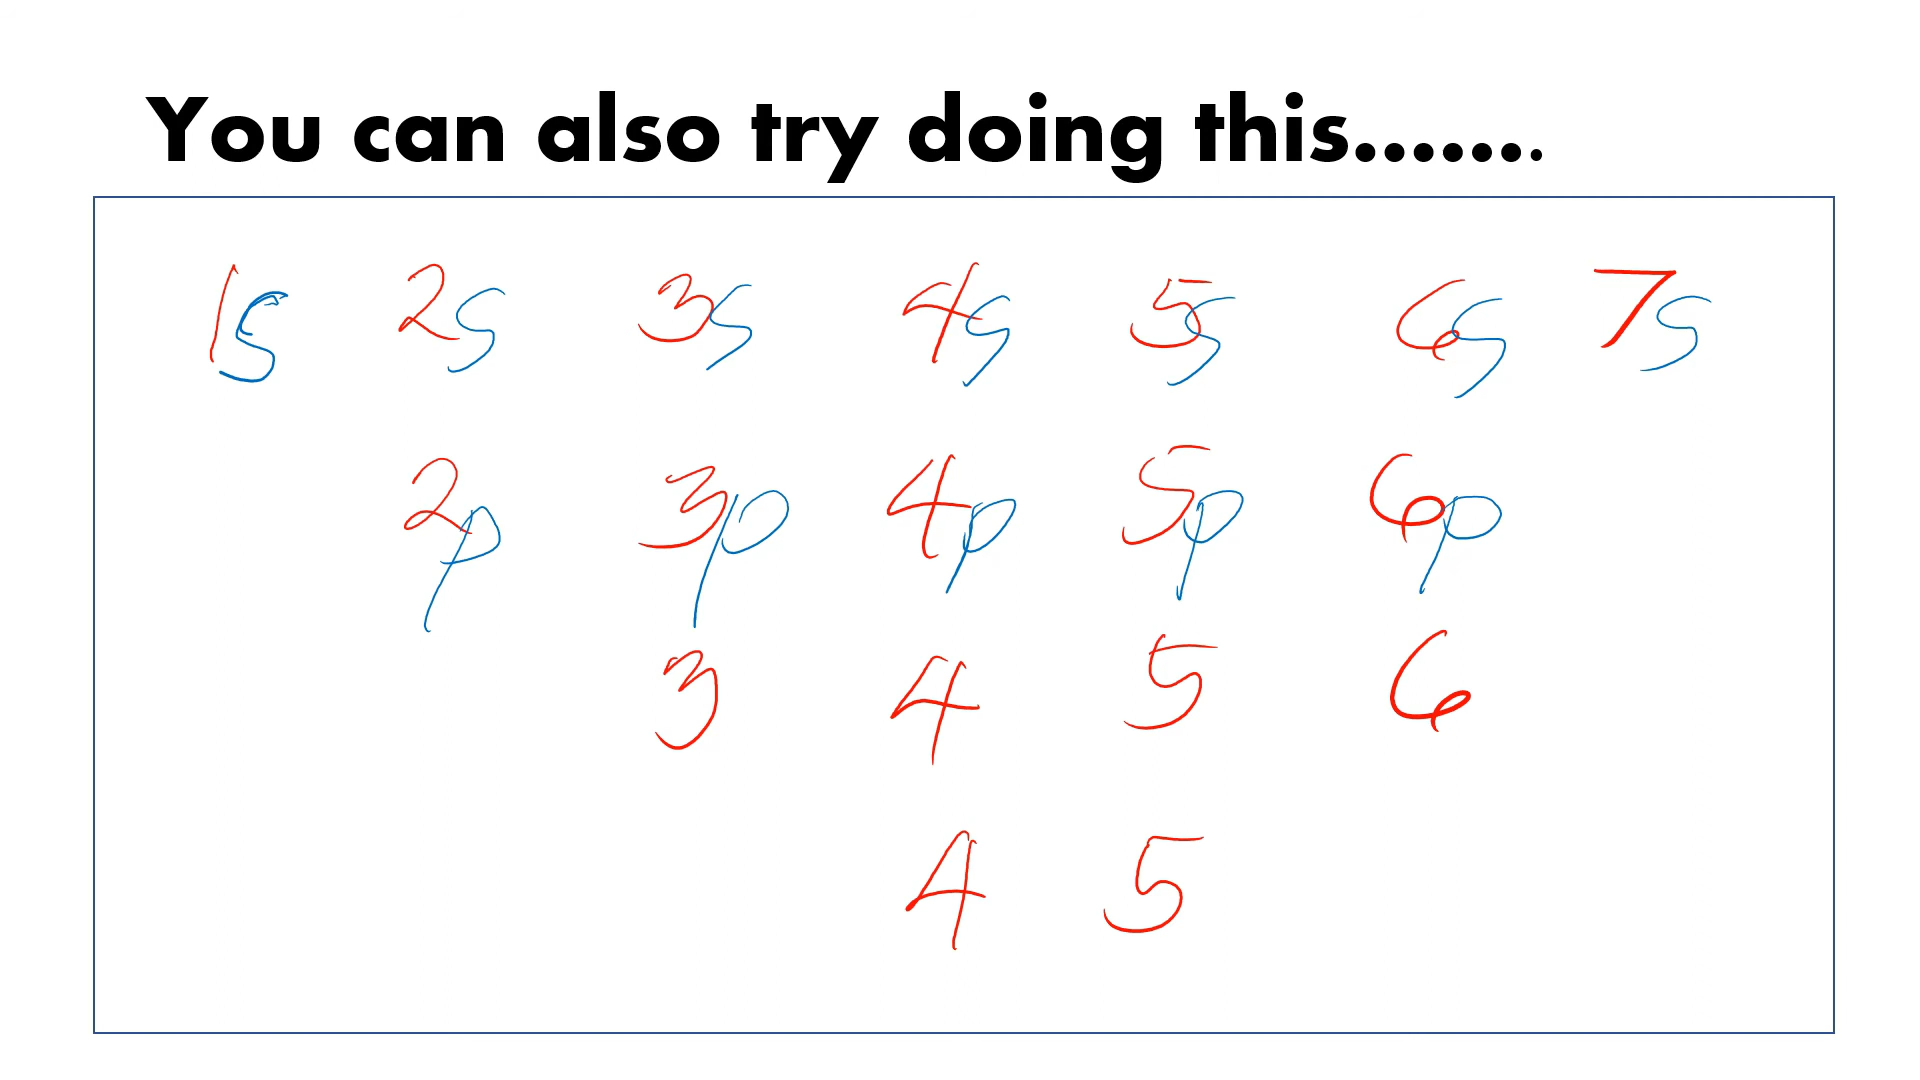 You can also try doing this.......
1s 2s 3s 4s 5s 6s 7s
2p 3p 4p 5p 6p
3 4 5 6
4 5